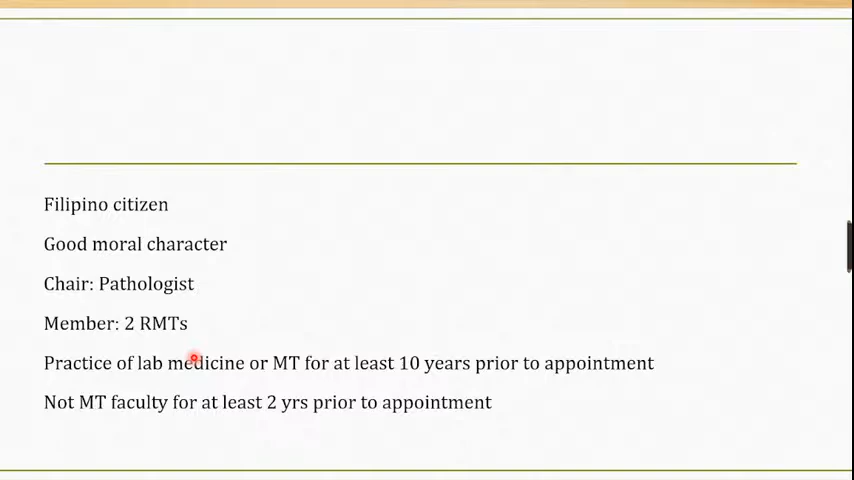 Filipino citizen
Good moral character
Chair: Pathologist
Member: 2 RMTs
Practice of lab medicine or MT for at least 10 years prior to appointment
Not MT faculty for at least 2 yrs prior to appointment